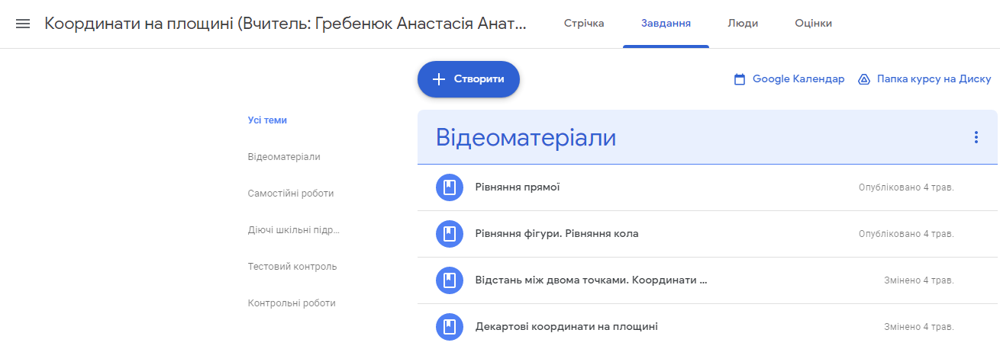 Координати на площині (Вчитель: Гребенюк Анастасія Анат...
Стрічка
Завдання
Люди
Оцінки
Створити
Google Календар
Папка курсу на Диску
Усі теми
Відеоматеріали
Самостійні роботи
Діючі шкільні підр...
Тестовий контроль
Контрольні роботи
Відеоматеріали
Рівняння прямої
Опубліковано 4 трав.
Рівняння фігури. Рівняння кола
Опубліковано 4 трав.
Відстань між двома точками. Координати ...
Змінено 4 трав.
Декартові координати на площині
Змінено 4 трав.